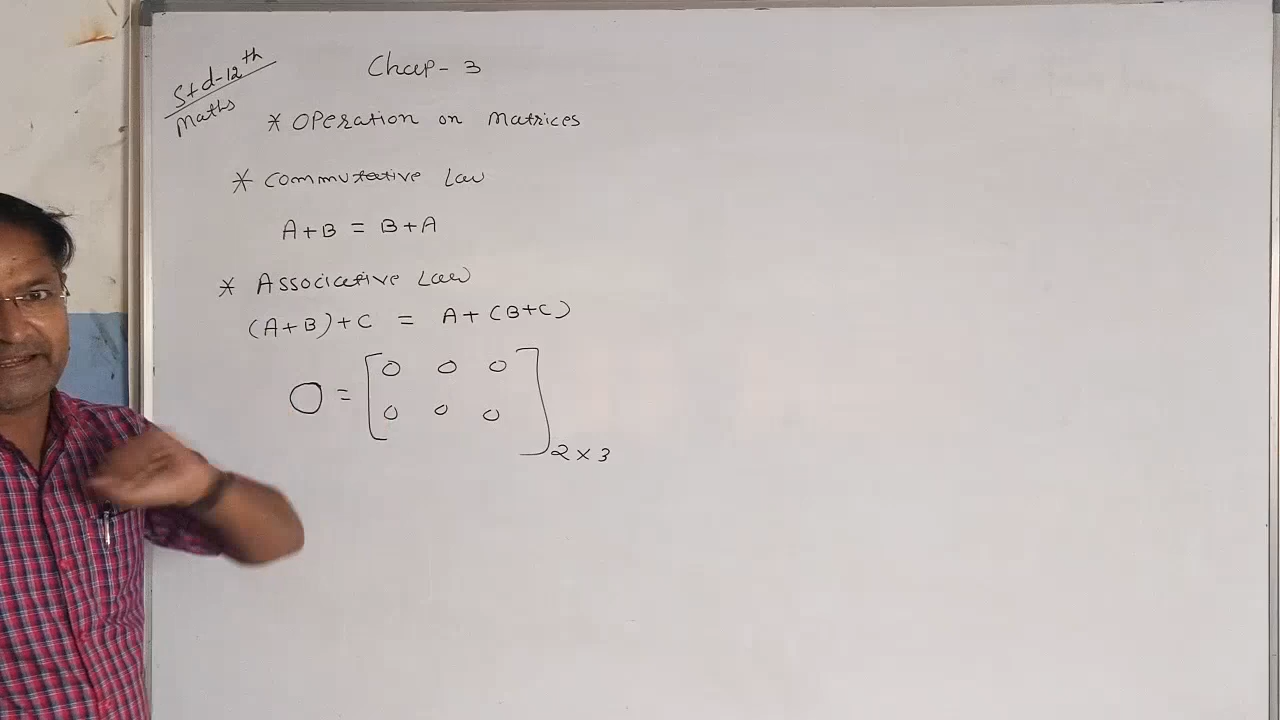 Std-12th
Maths
Chap - 3
* Operation on Matrices
* Commutative Law
A+B = B+A
* Associative Law
(A+B)+C = A+(B+C)
O = [ 0 0 0
0 0 0 ] 2×3